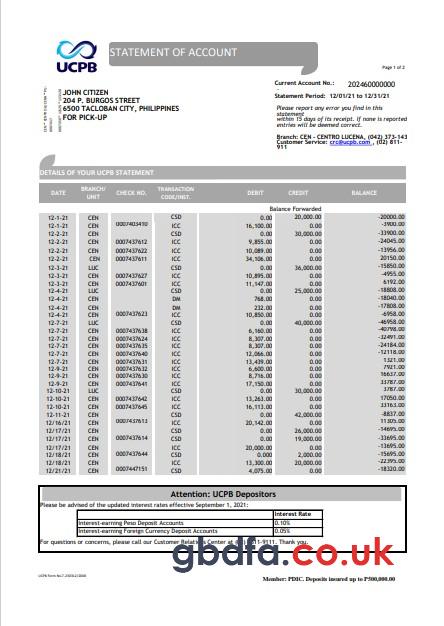 UCPB
STATEMENT OF ACCOUNT
Page 1 of 2
JOHN CITIZEN
204 P. BURGOS STREET
6500 TACLOBAN CITY, PHILIPPINES
FOR PICK-UP
Current Account No.: 202460000000
Statement Period: 12/01/21 to 12/31/21
Please report any error you find in this
statement
within 15 days of its receipt. If none is reported
entries will be deemed correct.
Branch: CEN - CENTRO LUCENA, (042) 373-143
Customer Service: crc@ucpb.com , (02) 811-
911
DETAILS OF YOUR UCPB STATEMENT
DATE BRANCH/UNIT CHECK NO. TRANSACTION CODE/INST. DEBIT CREDIT BALANCE
Balance Forwarded
12-1-21 CEN CSD 0.00 20,000.00 -20000.00
12-1-21 CEN 0007403410 ICC 16,100.00 0.00 -3900.00
12-2-21 CEN CSD 0.00 30,000.00 -33900.00
12-2-21 CEN 0007437612 ICC 9,855.00 0.00 -24045.00
12-2-21 CEN 0007437622 ICC 10,089.00 0.00 -13956.00
12-2-21 CEN 0007437611 ICC 34,106.00 0.00 20150.00
12-3-21 LUC CSD 0.00 36,000.00 -15850.00
12-3-21 CEN 0007437627 ICC 10,895.00 0.00 -4955.00
12-3-21 CEN 0007437601 ICC 11,147.00 0.00 6192.00
12-4-21 LUC CSD 0.00 25,000.00 -18808.00
12-4-21 CEN DM 768.00 0.00 -18040.00
12-4-21 CEN DM 232.00 0.00 -17808.00
12-4-21 CEN 0007437623 ICC 10,850.00 0.00 -6958.00
12-7-21 LUC CSD 0.00 40,000.00 -46958.00
12-7-21 CEN 0007437638 ICC 6,160.00 0.00 -40798.00
12-7-21 CEN 0007437624 ICC 8,307.00 0.00 -32491.00
12-7-21 CEN 0007437635 ICC 8,307.00 0.00 -24184.00
12-7-21 CEN 0007437640 ICC 12,066.00 0.00 -12118.00
12-7-21 CEN 0007437631 ICC 13,439.00 0.00 1321.00
12-9-21 CEN 0007437632 ICC 6,600.00 0.00 7921.00
12-9-21 CEN 0007437630 ICC 8,716.00 0.00 16637.00
12-9-21 CEN 0007437641 ICC 17,150.00 0.00 33787.00
12-10-21 LUC CSD 0.00 30,000.00 3787.00
12-10-21 CEN 0007437642 ICC 13,263.00 0.00 17050.00
12-10-21 CEN 0007437645 ICC 16,113.00 0.00 33163.00
12-11-21 CEN CSD 0.00 42,000.00 -8837.00
12/16/21 CEN 0007437613 ICC 20,142.00 0.00 11305.00
12/17/21 CEN CSD 0.00 26,000.00 -14695.00
12/17/21 CEN 0007437614 CSD 0.00 19,000.00 -33695.00
12/17/21 CEN ICC 20,000.00 0.00 -13695.00
12/18/21 CEN 0007437644 CSD 0.000 2,000.00 -15695.00
12/18/21 CEN ICC 13,300.00 20,000.00 -22395.00
12/21/21 CEN 0007447151 ICC 4,075.00 0.00 -18320.00
Attention: UCPB Depositors
Please be advised of the updated interest rates effective September 1, 2021:
Interest Rate
Interest-earning Peso Deposit Accounts 0.10%
Interest-earning Foreign Currency Deposit Accounts 0.05%
For questions or concerns, please call our Customer Relations Center at 811-9111. Thank you.
gbdfa.co.uk
Member: PDIC. Deposits insured up to P500,000.00